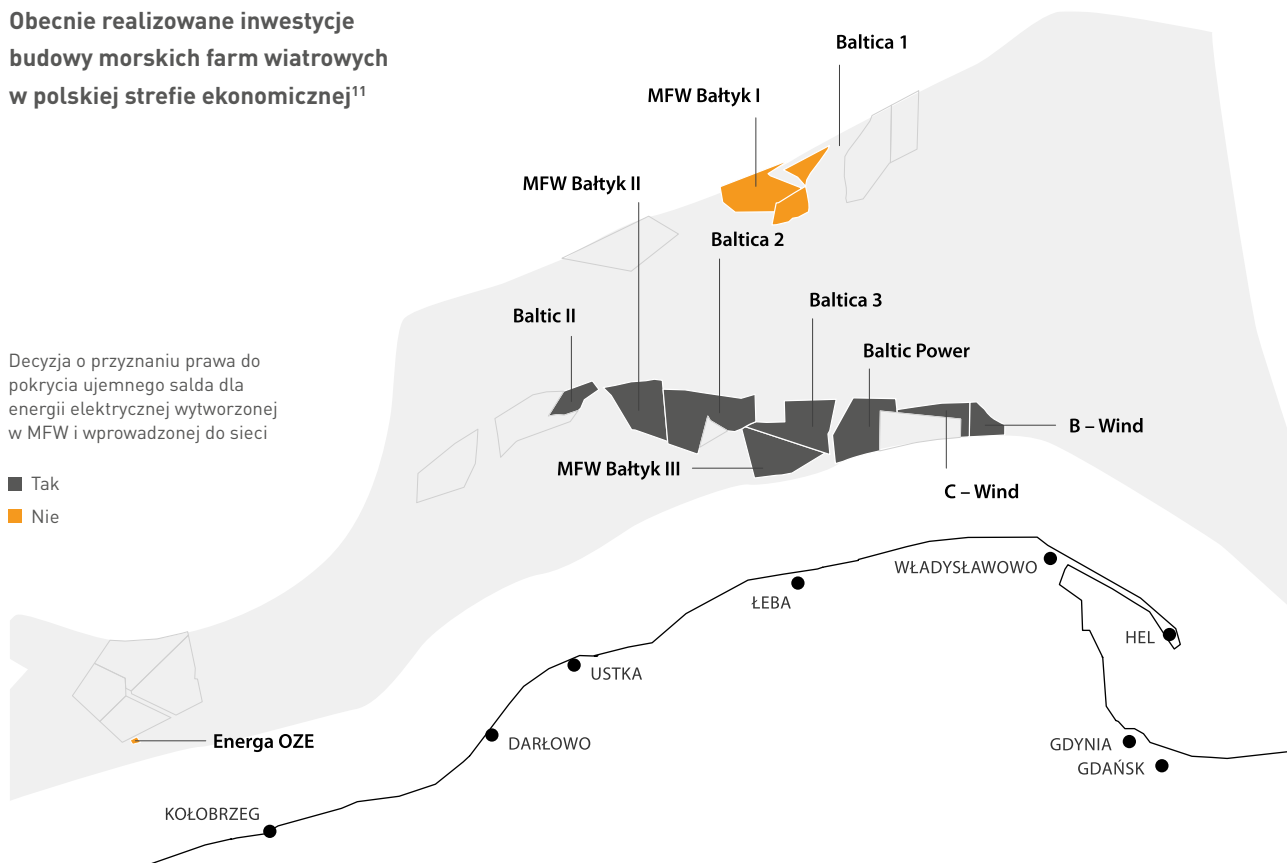 Obecnie realizowane inwestycje
budowy morskich farm wiatrowych
w polskiej strefie ekonomicznej¹¹
Baltica 1
MFW Bałtyk I
MFW Bałtyk II
Baltica 2
Baltica 3
Baltic II
Baltic Power
Decyzja o przyznaniu prawa do
pokrycia ujemnego salda dla
energii elektrycznej wytworzonej
w MFW i wprowadzonej do sieci
Tak
Nie
B – Wind
MFW Bałtyk III
C – Wind
WŁADYSŁAWOWO
ŁEBA
HEL
USTKA
Energa OZE
DARŁOWO
GDYNIA
GDAŃSK
KOŁOBRZEG